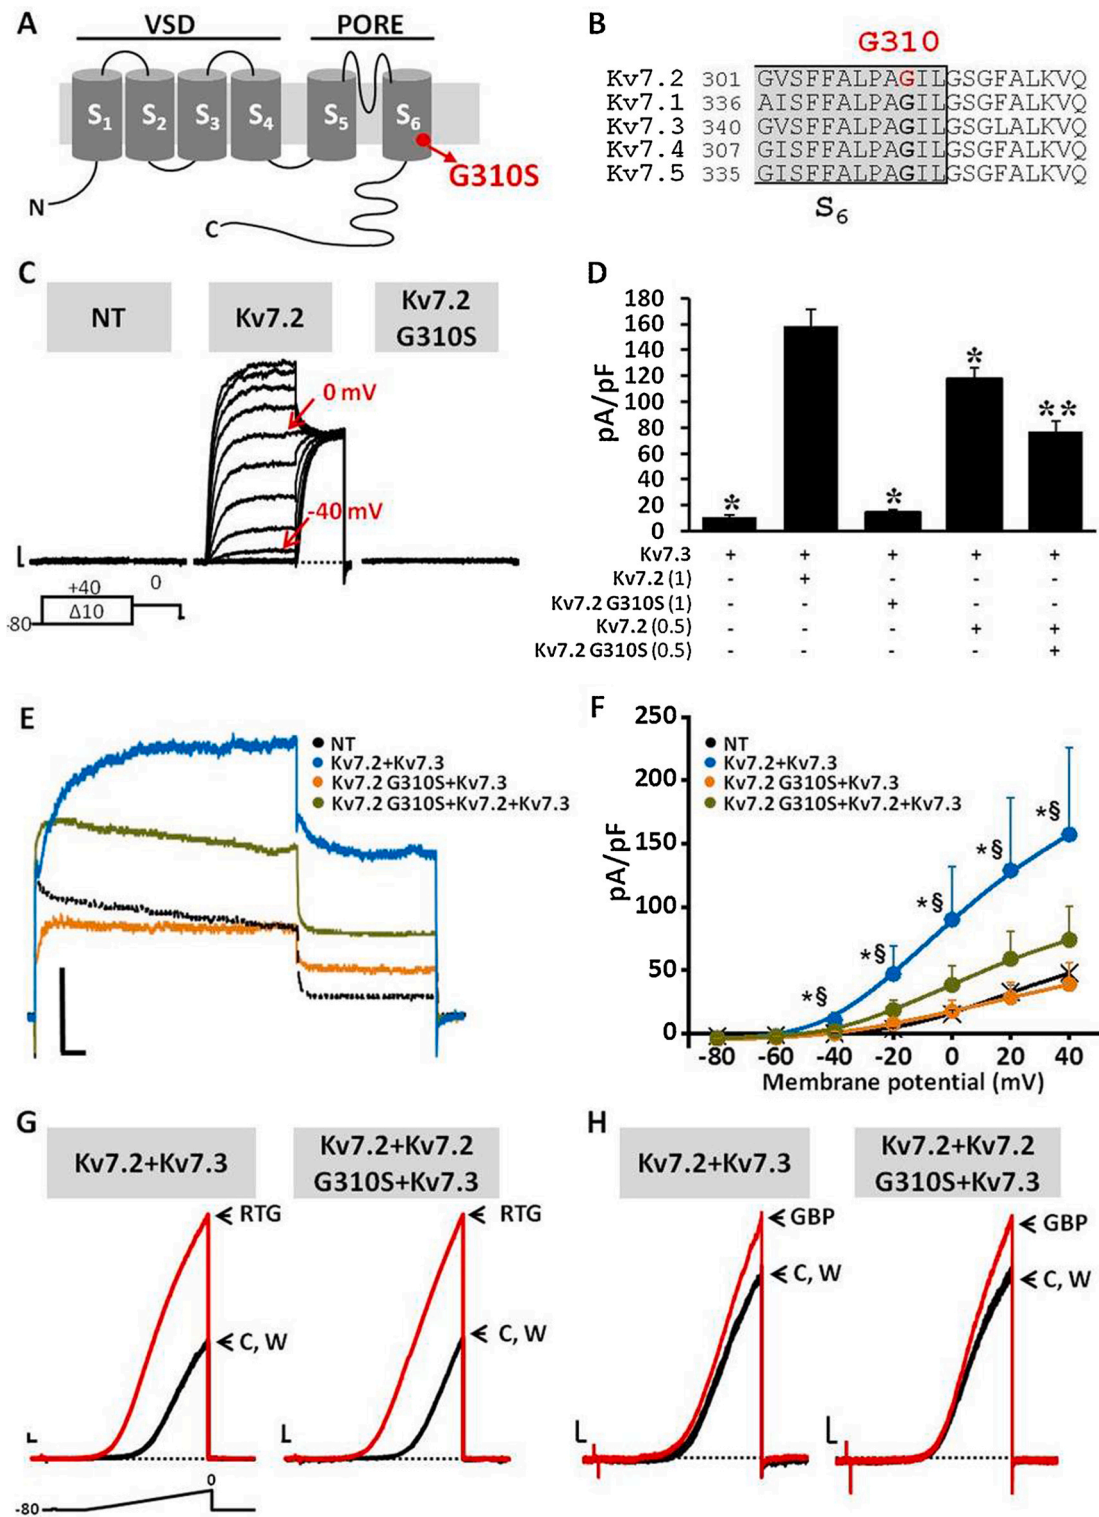 A
VSD PORE
S1 S2 S3 S4 S5 S6
G310S
N
C
B
G310
Kv7.2 301 GVSFFALPAGILGSGFALKVQ
Kv7.1 336 AISFFALPAGILGSGFALKVQ
Kv7.3 340 GVSFFALPAGILGSGLALKVQ
Kv7.4 307 GISFFALPAGILGSGFALKVQ
Kv7.5 335 GISFFALPAGILGSGFALKVQ
S6
C
NT
Kv7.2
Kv7.2
G310S
0 mV
-40 mV
+40
0
Δ10
-80
D
180
160
140
120
100
80
60
40
20
0
pA/pF
*
*
*
**
Kv7.3 + + + + +
Kv7.2 (1) - + - - -
Kv7.2 G310S (1) - - + - -
Kv7.2 (0.5) - - - + +
Kv7.2 G310S (0.5) - - - - +
E
NT
Kv7.2+Kv7.3
Kv7.2 G310S+Kv7.3
Kv7.2 G310S+Kv7.2+Kv7.3
F
250
200
150
100
50
0
pA/pF
NT
Kv7.2+Kv7.3
Kv7.2 G310S+Kv7.3
Kv7.2 G310S+Kv7.2+Kv7.3
*§
*§
*§
*§
*§
-80 -60 -40 -20 0 20 40
Membrane potential (mV)
G
Kv7.2+Kv7.3
Kv7.2+Kv7.2
G310S+Kv7.3
RTG
RTG
C, W
C, W
0
-80
H
Kv7.2+Kv7.3
Kv7.2+Kv7.2
G310S+Kv7.3
GBP
GBP
C, W
C, W